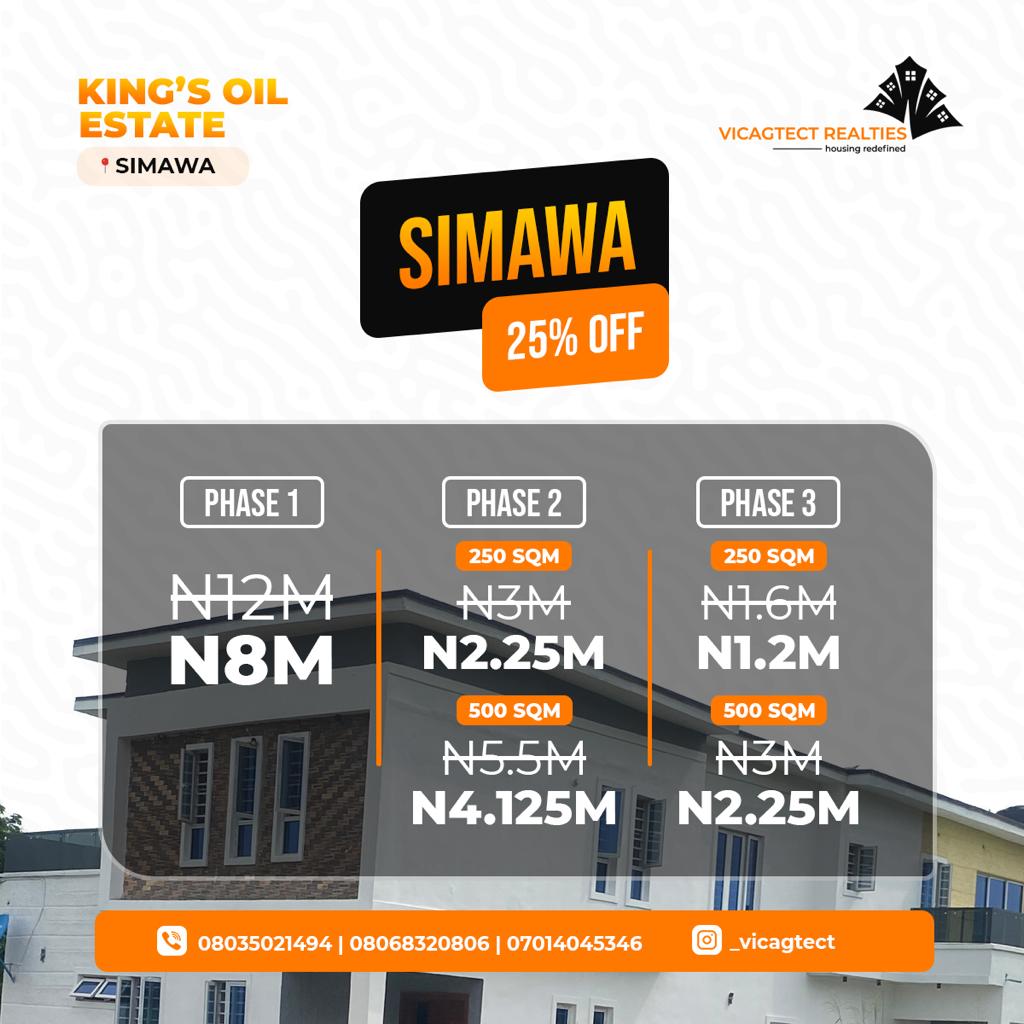 KING'S OIL
ESTATE
SIMAWA
VICAGTECT REALTIES
housing redefined
SIMAWA
25% OFF
PHASE 1
N12M
N8M
PHASE 2
250 SQM
N3M
N2.25M
500 SQM
N5.5M
N4.125M
PHASE 3
250 SQM
N1.6M
N1.2M
500 SQM
N3M
N2.25M
08035021494 | 08068320806 | 07014045346
_vicagtect